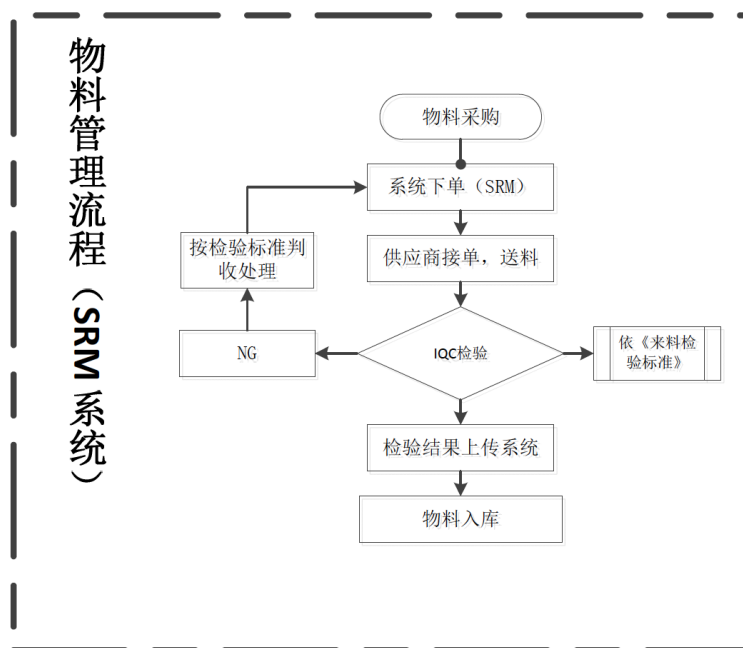 物料管理流程（SRM 系统）
物料采购
系统下单（SRM）
供应商接单，送料
按检验标准判
收处理
NG
IQC检验
依《来料检
验标准》
检验结果上传系统
物料入库